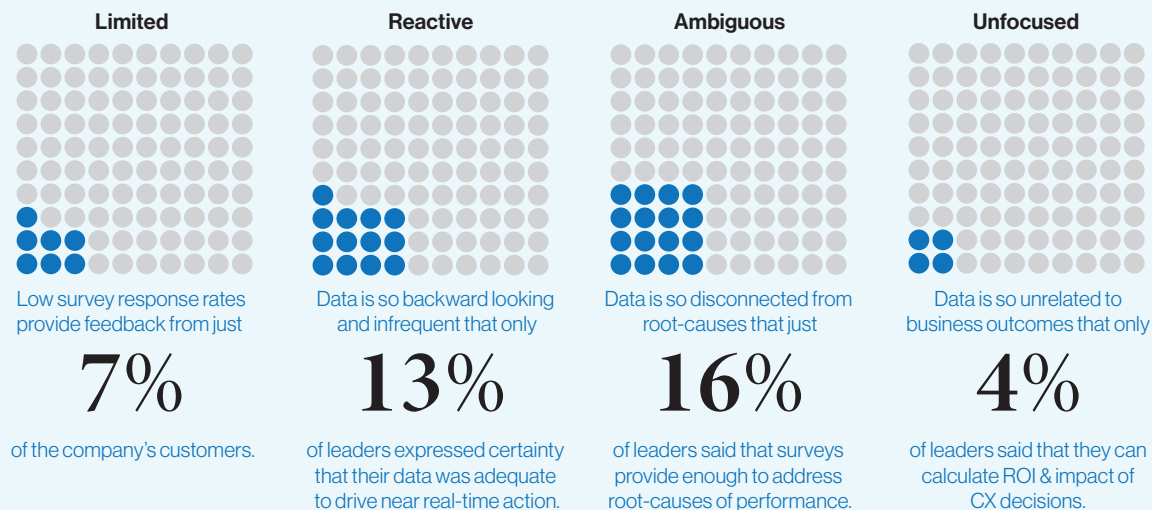 Limited
Low survey response rates
provide feedback from just
7%
of the company's customers.
Reactive
Data is so backward looking
and infrequent that only
13%
of leaders expressed certainty
that their data was adequate
to drive near real-time action.
Ambiguous
Data is so disconnected from
root-causes that just
16%
of leaders said that surveys
provide enough to address
root-causes of performance.
Unfocused
Data is so unrelated to
business outcomes that only
4%
of leaders said that they can
calculate ROI & impact of
CX decisions.